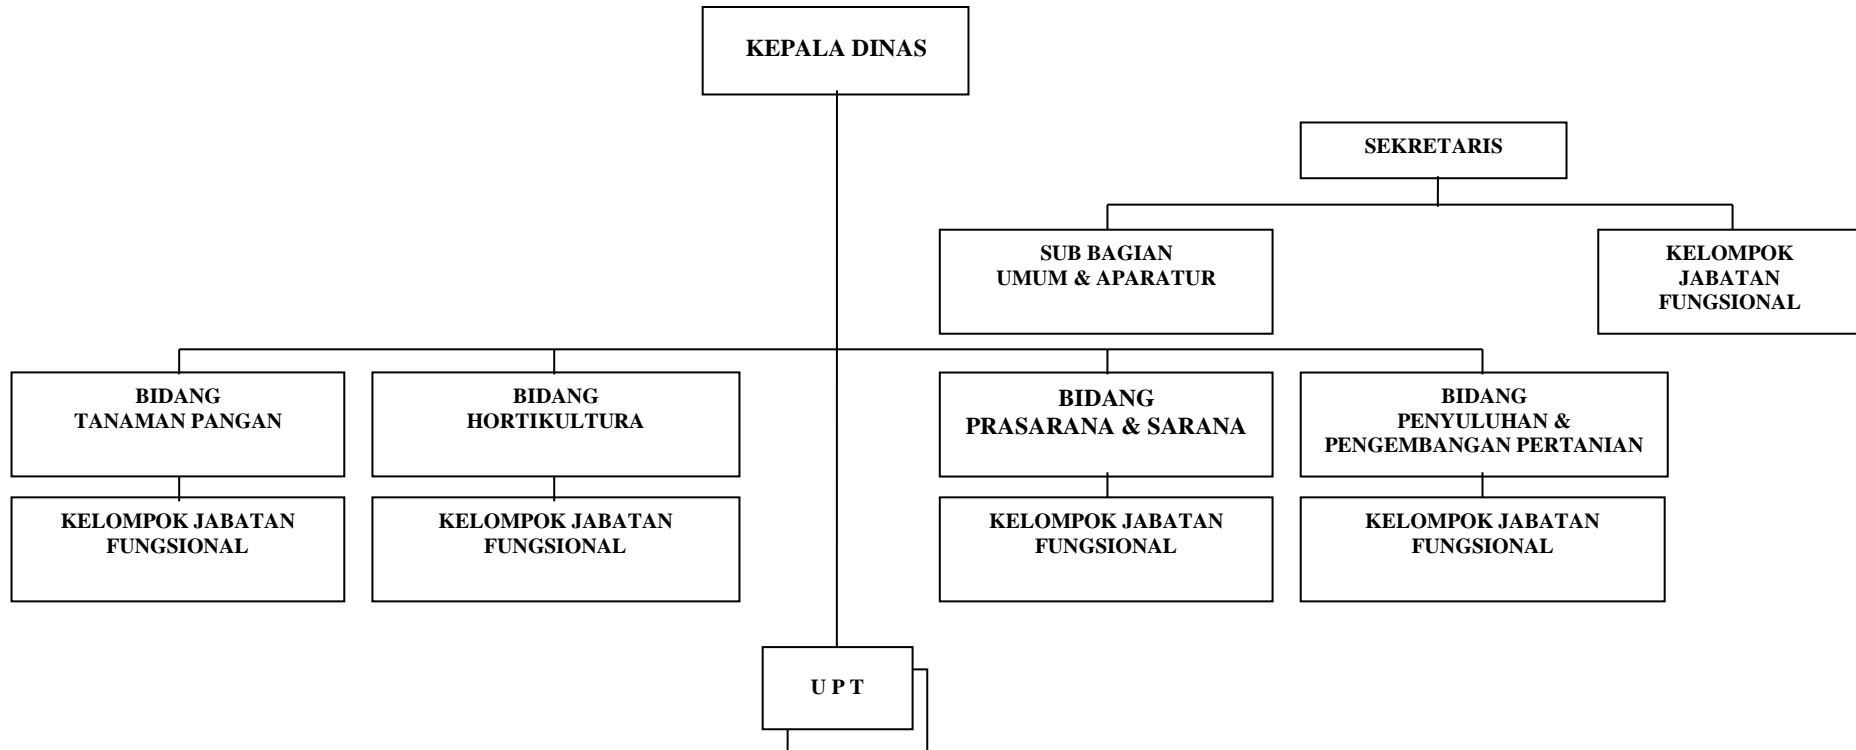 KEPALA DINAS
SEKRETARIS
SUB BAGIAN
UMUM & APARATUR
KELOMPOK
JABATAN
FUNGSIONAL
BIDANG
TANAMAN PANGAN
BIDANG
HORTIKULTURA
BIDANG
PRASARANA & SARANA
BIDANG
PENYULUHAN &
PENGEMBANGAN PERTANIAN
KELOMPOK JABATAN
FUNGSIONAL
KELOMPOK JABATAN
FUNGSIONAL
KELOMPOK JABATAN
FUNGSIONAL
KELOMPOK JABATAN
FUNGSIONAL
U P T